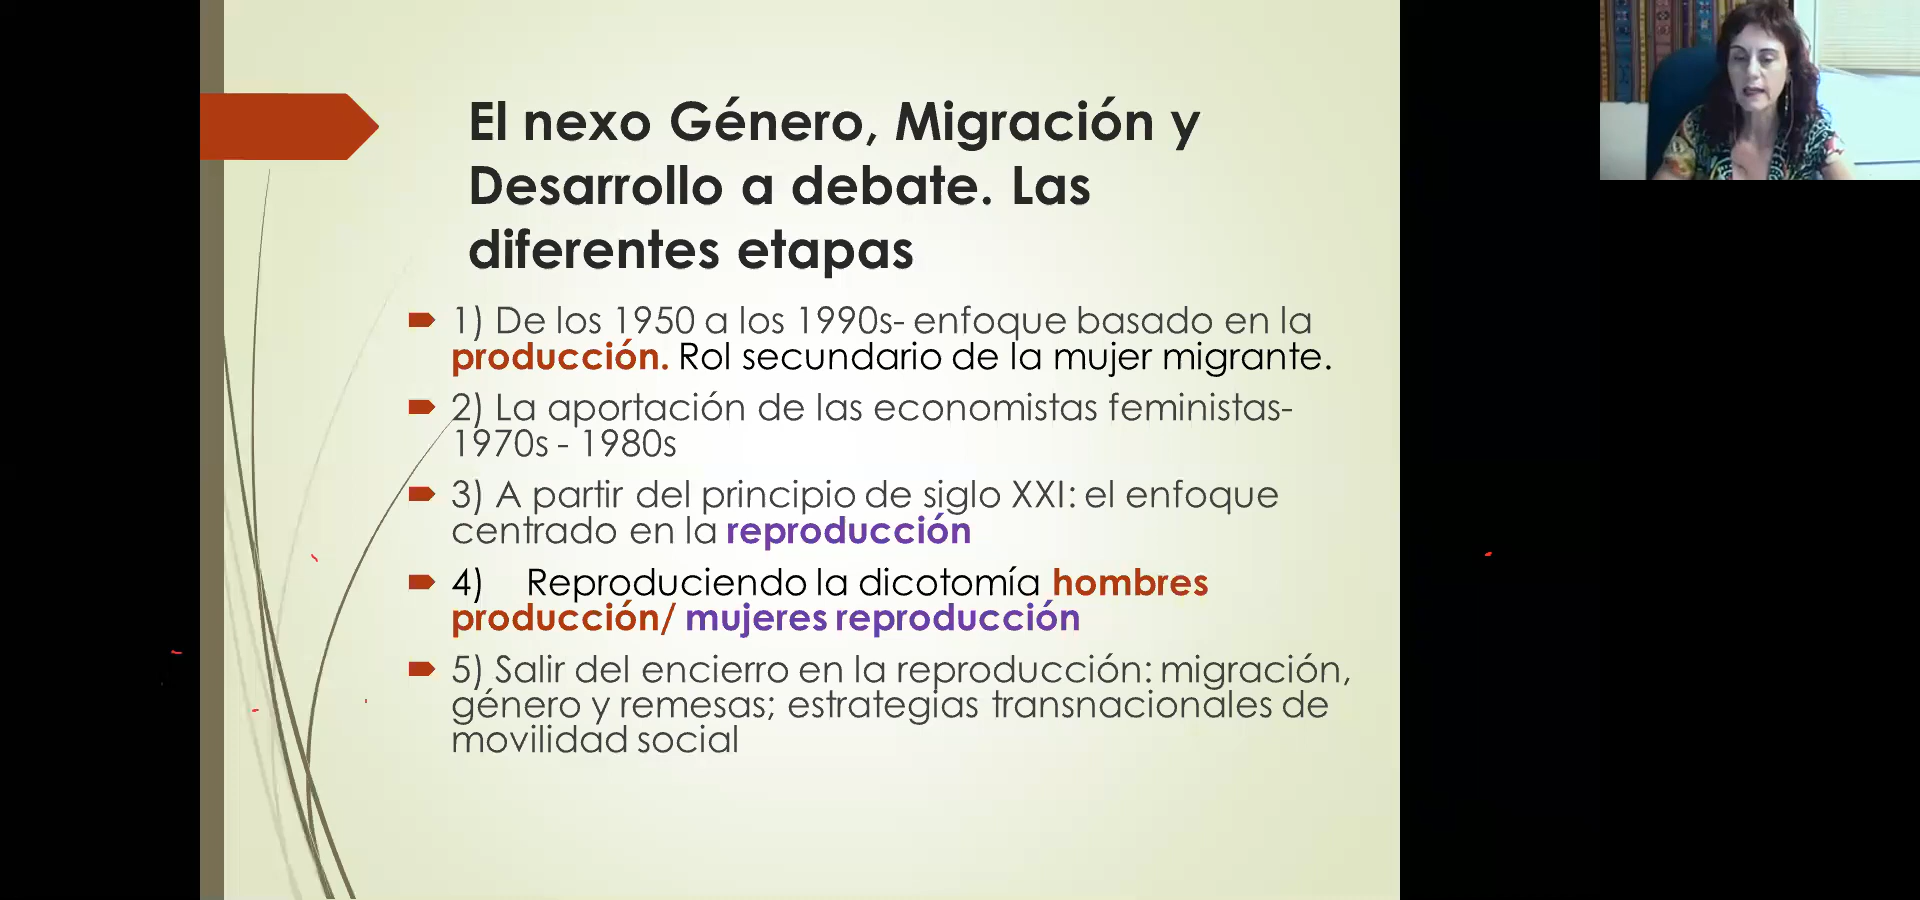 El nexo Género, Migración y
Desarrollo a debate. Las
diferentes etapas
1) De los 1950 a los 1990s- enfoque basado en la
producción. Rol secundario de la mujer migrante.
2) La aportación de las economistas feministas-
1970s - 1980s
3) A partir del principio de siglo XXI: el enfoque
centrado en la reproducción
4) Reproduciendo la dicotomía hombres
producción/ mujeres reproducción
5) Salir del encierro en la reproducción: migración,
género y remesas; estrategias transnacionales de
movilidad social